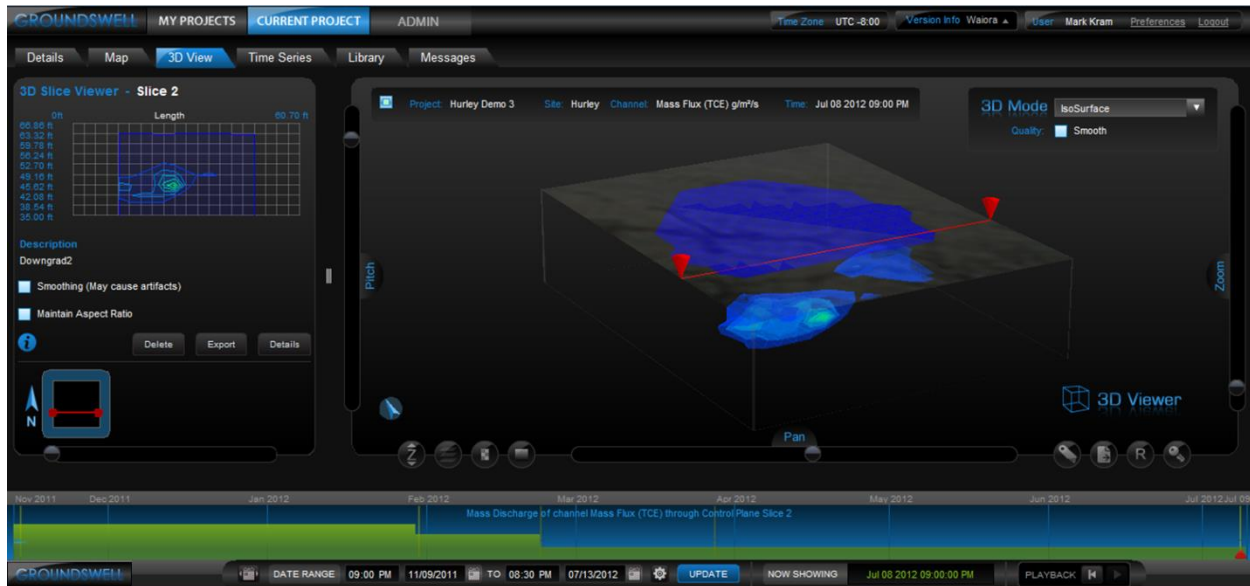 GROUNDSWELL MY PROJECTS CURRENT PROJECT ADMIN Time Zone UTC -8:00 Version Info Waiora User Mark Kram Preferences Logout
Details Map 3D View Time Series Library Messages
3D Slice Viewer - Slice 2
0ft Length 60.70 ft
66.86 ft
63.32 ft
59.78 ft
56.24 ft
52.70 ft
49.16 ft
45.62 ft
42.08 ft
38.54 ft
35.00 ft
Description
Downgrad2
Smoothing (May cause artifacts)
Maintain Aspect Ratio
Delete Export Details
N
Project: Hurley Demo 3 Site: Hurley Channel: Mass Flux (TCE) g/m²/s Time: Jul 08 2012 09:00 PM
3D Mode IsoSurface
Quality: Smooth
Pitch
Zoom
3D Viewer
Pan
Z
R
Nov 2011 Dec 2011 Jan 2012 Feb 2012 Mar 2012 Apr 2012 May 2012 Jun 2012 Jul 2012 Jul 09
Mass Discharge of channel Mass Flux (TCE) through Control Plane Slice 2
GROUNDSWELL DATE RANGE 09:00 PM 11/09/2011 TO 08:30 PM 07/13/2012 UPDATE NOW SHOWING Jul 08 2012 09:00:00 PM PLAYBACK